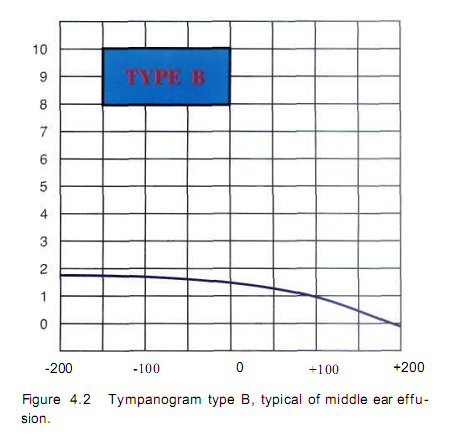 10
TYPE B
9
8
7
6
5
4
3
2
1
0
-200 -100 0 +100 +200
Figure 4.2 Tympanogram type B, typical of middle ear effu-
sion.